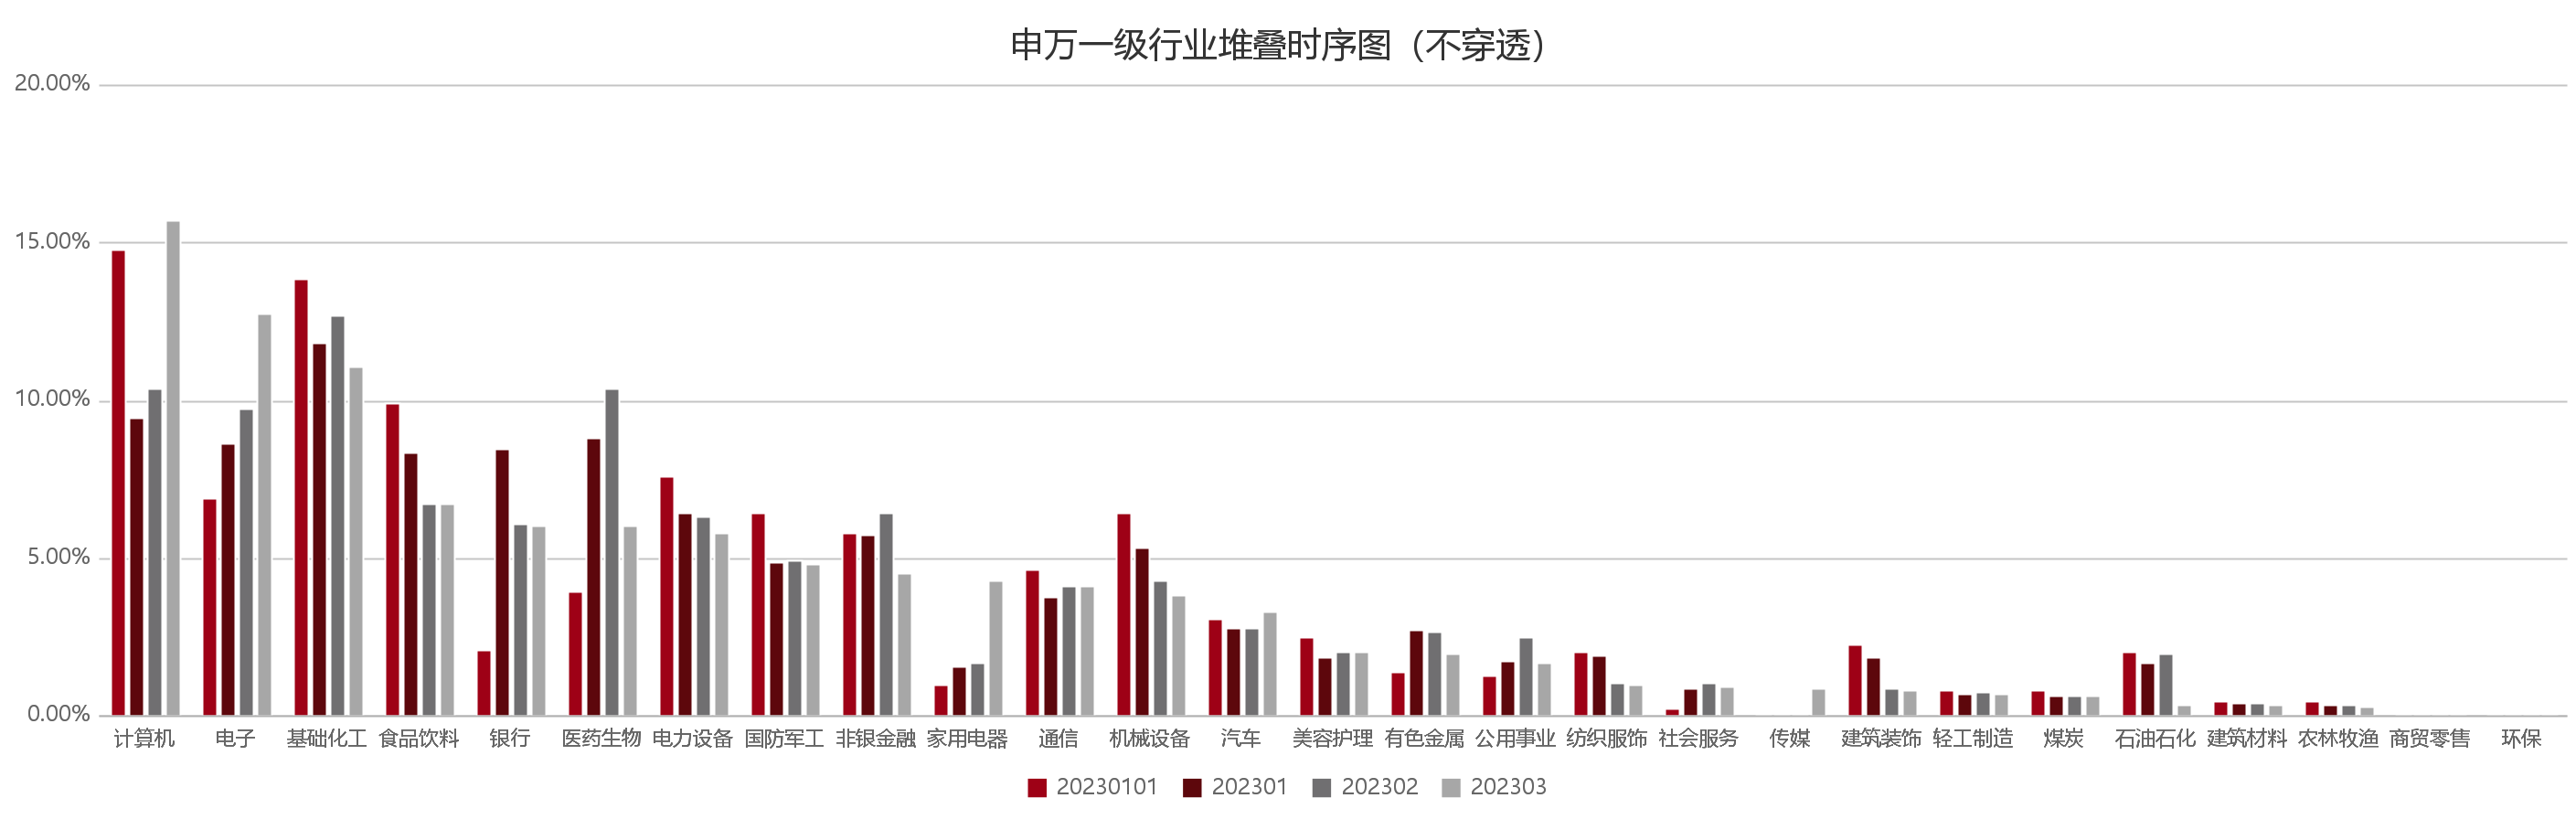 申万一级行业堆叠时序图（不穿透）
20.00%
15.00%
10.00%
5.00%
0.00%
计算机 电子 基础化工 食品饮料 银行 医药生物 电力设备 国防军工 非银金融 家用电器 通信 机械设备 汽车 美容护理 有色金属 公用事业 纺织服饰 社会服务 传媒 建筑装饰 轻工制造 煤炭 石油石化 建筑材料 农林牧渔 商贸零售 环保
20230101 202301 202302 202303